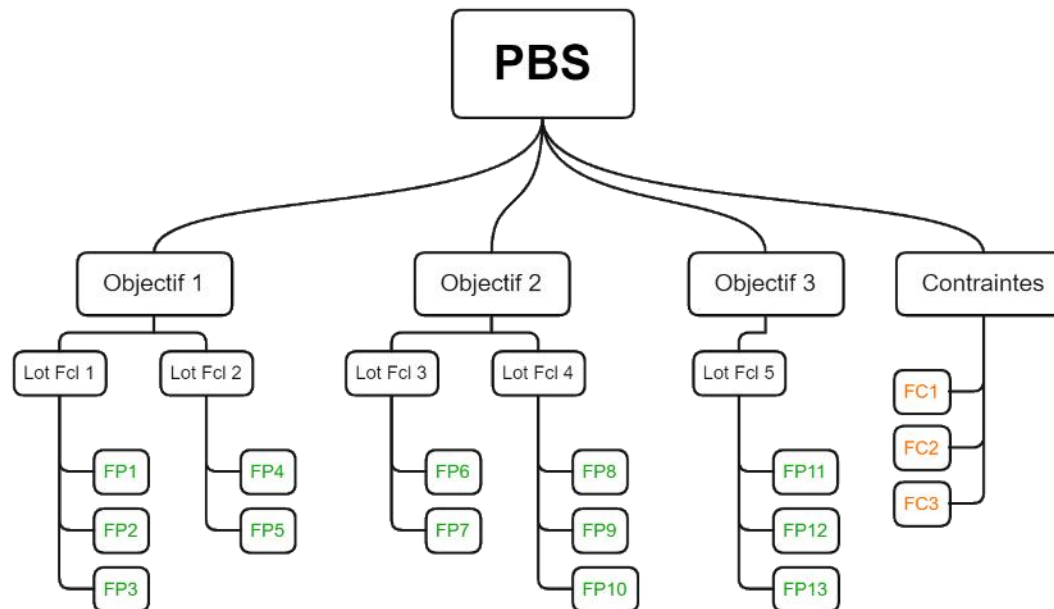 PBS
Objectif 1
Objectif 2
Objectif 3
Contraintes
Lot Fcl 1
Lot Fcl 2
Lot Fcl 3
Lot Fcl 4
Lot Fcl 5
FC1
FC2
FC3
FP1
FP2
FP3
FP4
FP5
FP6
FP7
FP8
FP9
FP10
FP11
FP12
FP13